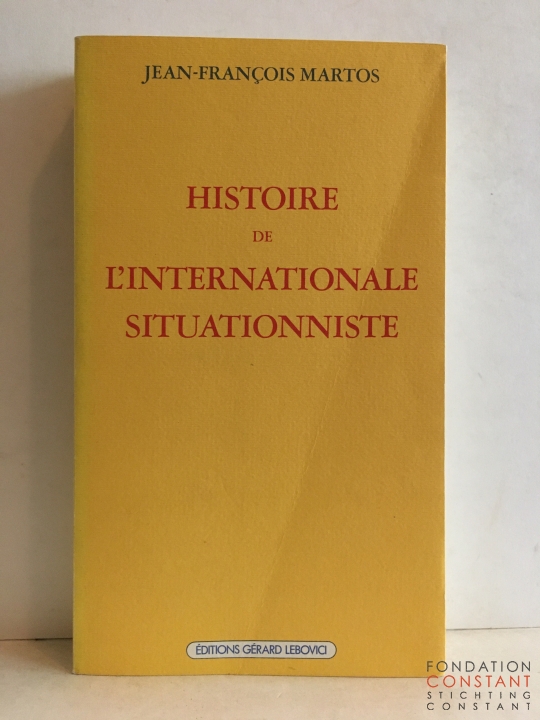 JEAN-FRANÇOIS MARTOS
HISTOIRE
DE
L'INTERNATIONALE
SITUATIONNISTE
ÉDITIONS GÉRARD LEBOVICI
FONDATION
CONSTANT
STICHTING
CONSTANT